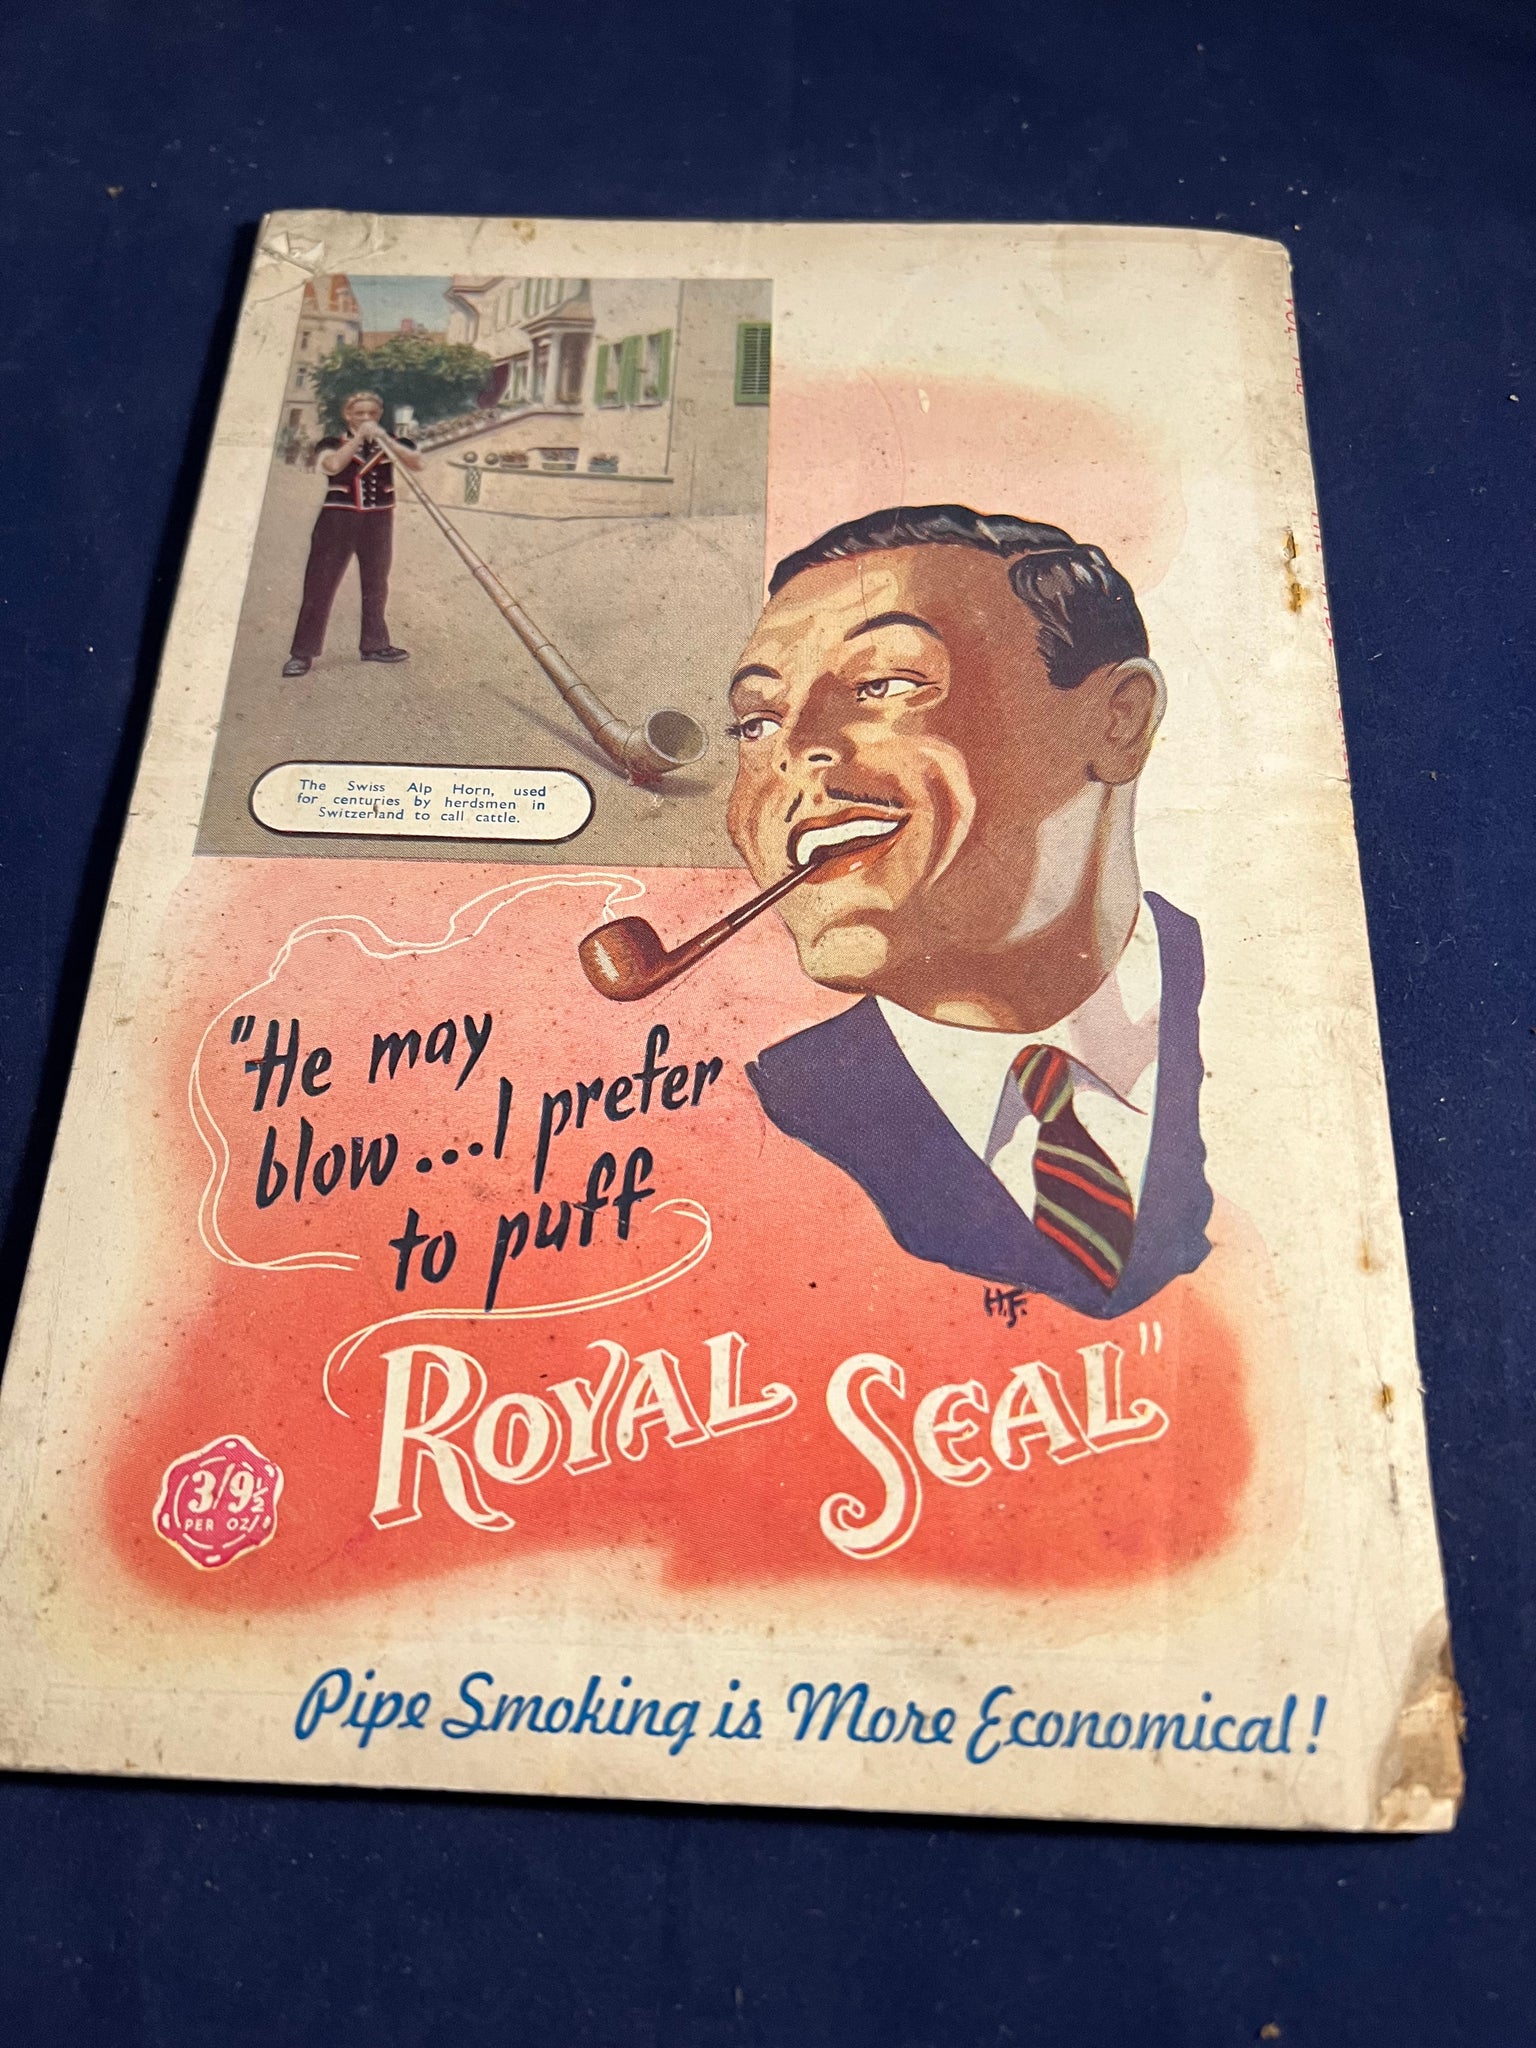 The Swiss Alp Horn, used
for centuries by herdsmen in
Switzerland to call cattle.
"He may
blow...I prefer
to puff
H.F.
ROYAL SEAL"
3/9½
PER OZ
Pipe Smoking is More Economical!